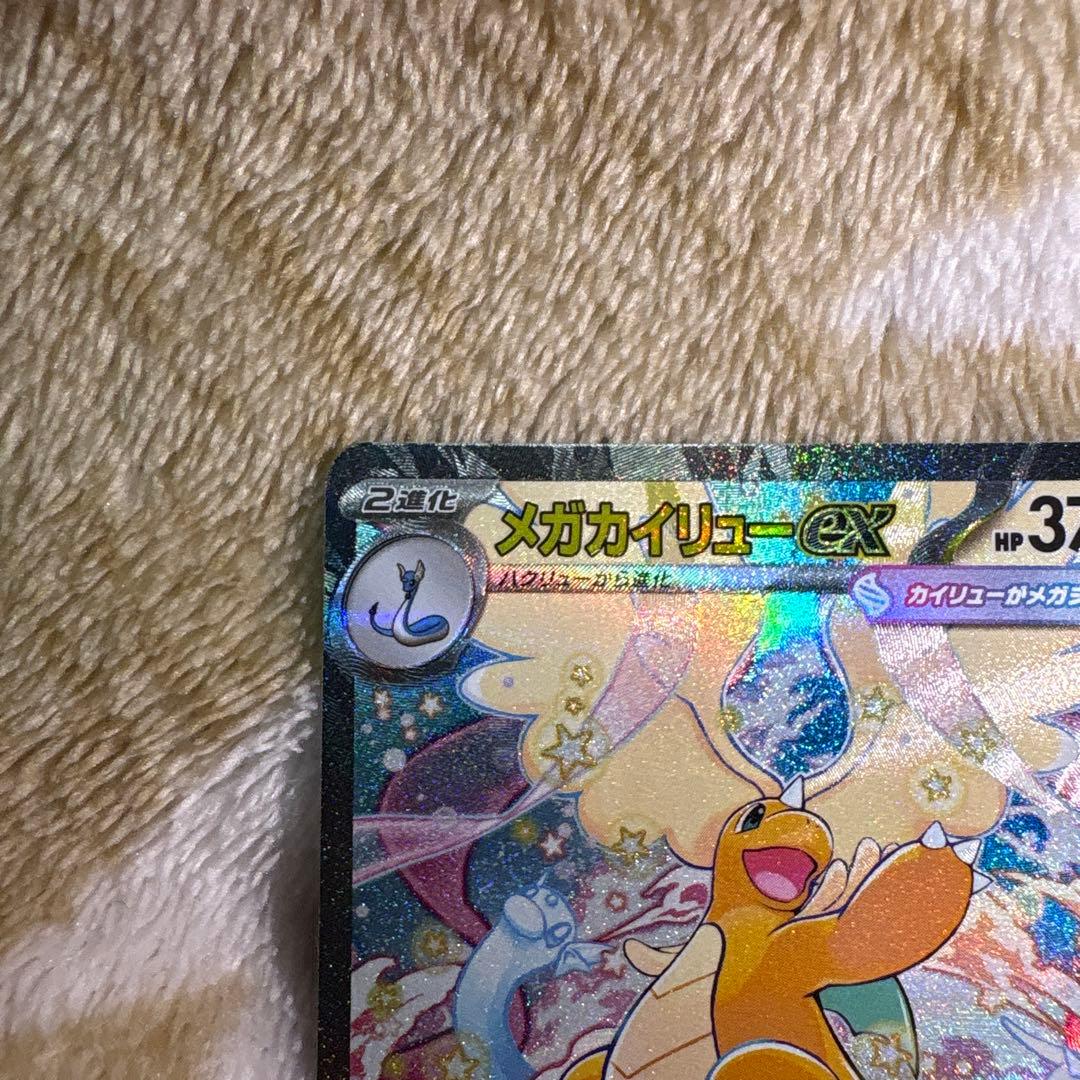 2進化
メガカイリューex
HP 37
ハクリューから進化
カイリューがメガ